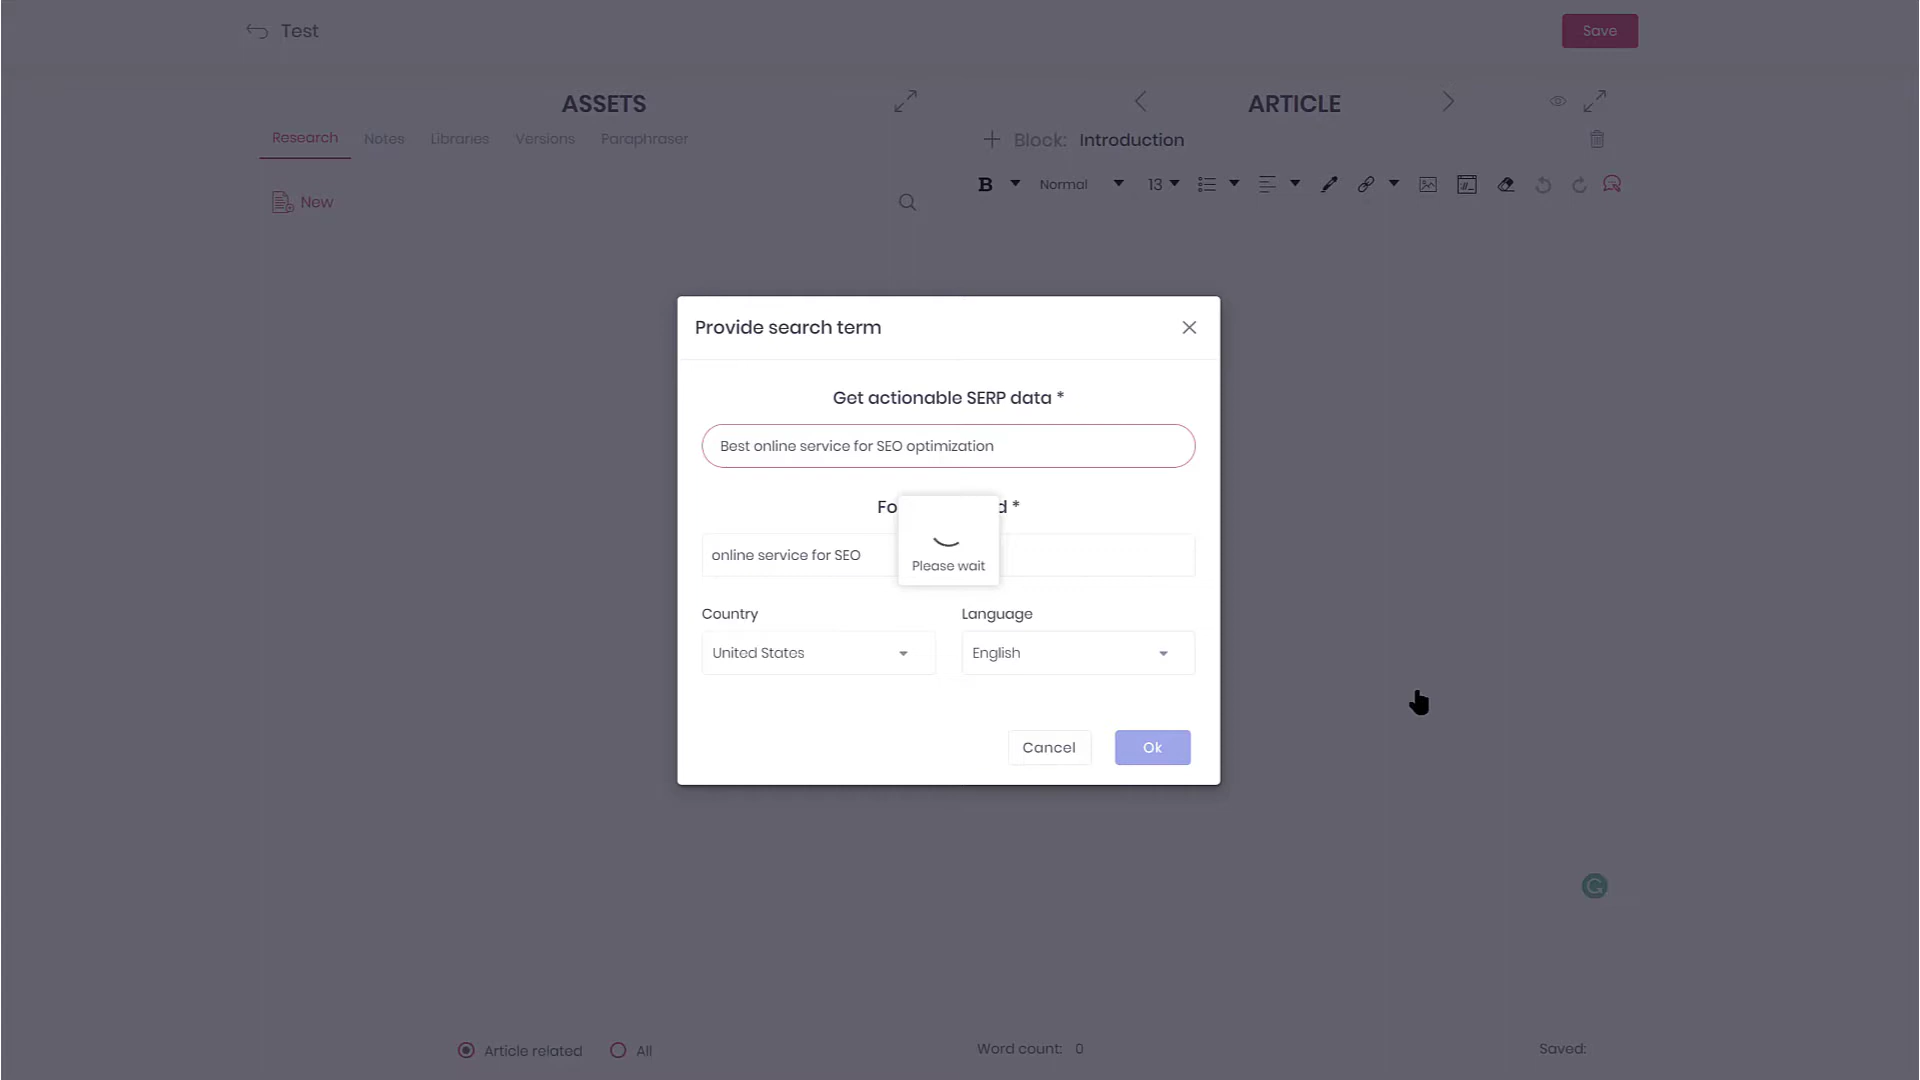 Test
Save
ASSETS
ARTICLE
Research Notes Libraries Versions Paraphraser
Block: Introduction
B Normal 13
New
Provide search term
Get actionable SERP data *
Best online service for SEO optimization
Fo d *
online service for SEO
Please wait
Country Language
United States English
Cancel Ok
Article related All
Word count: 0
Saved: